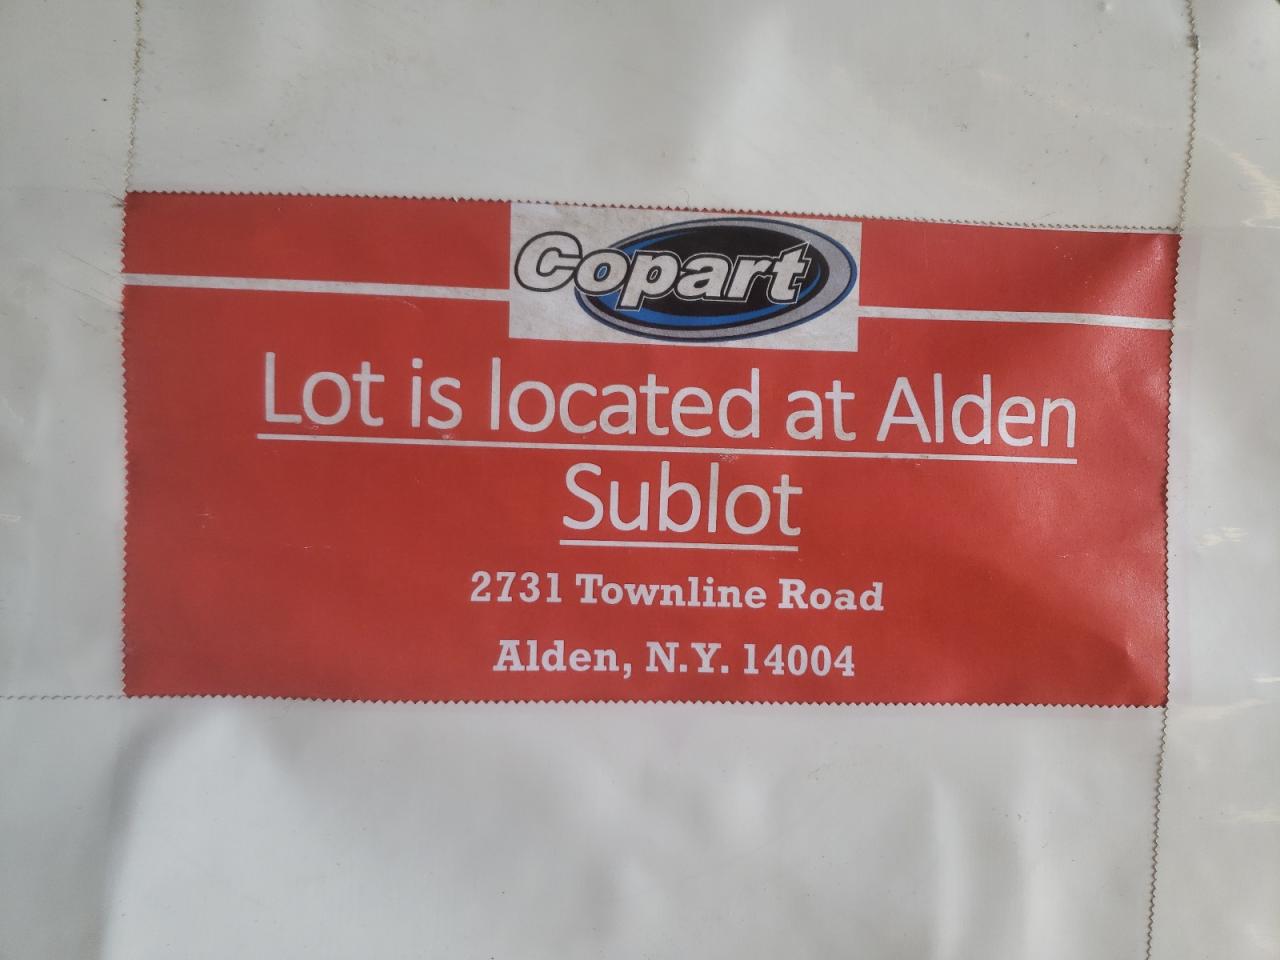 Copart
Lot is located at Alden
Sublot
2731 Townline Road
Alden, N.Y. 14004